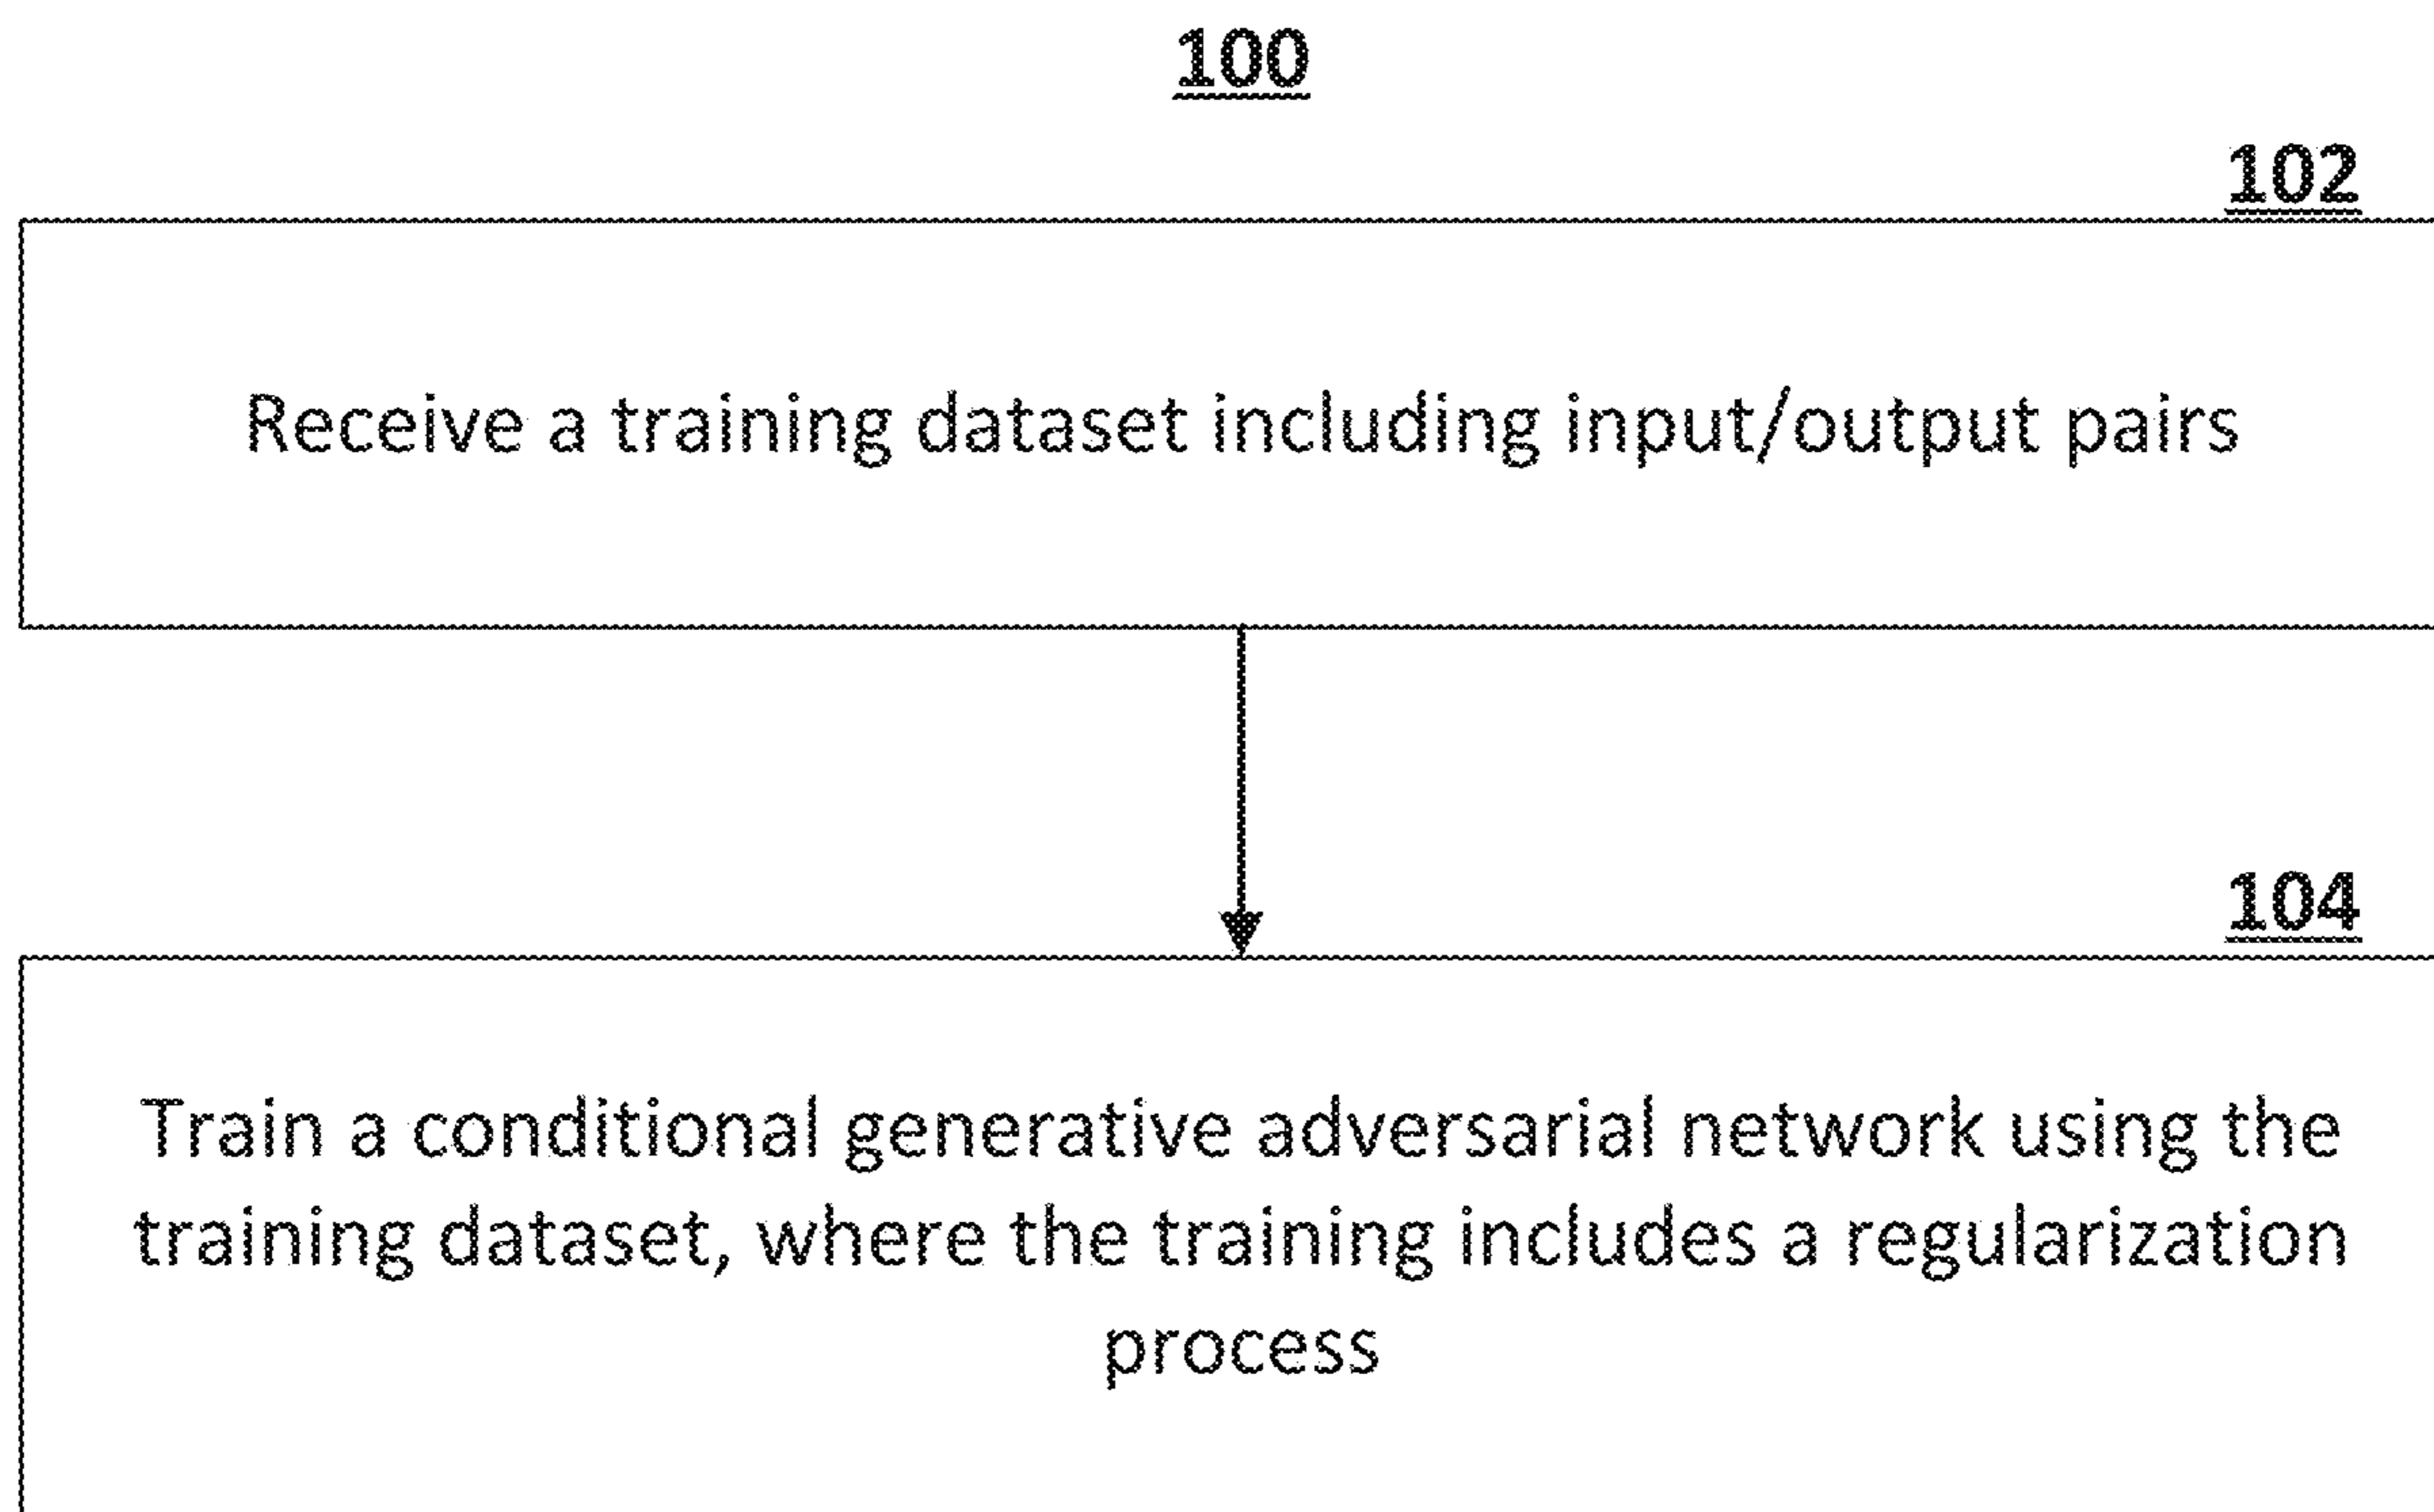 100
102
Receive a training dataset including input/output pairs
104
Train a conditional generative adversarial network using the
training dataset, where the training includes a regularization
process